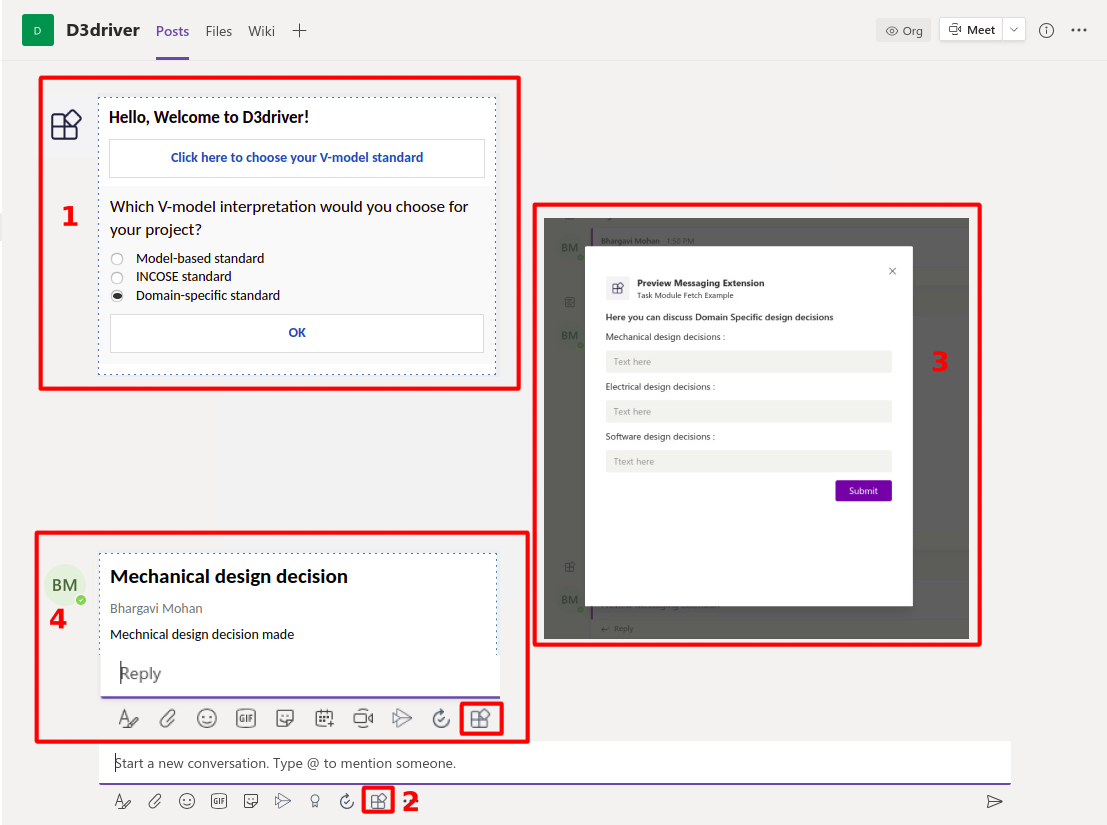 D D3driver Posts Files Wiki
Org Meet
Hello, Welcome to D3driver!
Click here to choose your V-model standard
1
Which V-model interpretation would you choose for
your project?
Model-based standard
INCOSE standard
Domain-specific standard
OK
BM Bhargavi Mohan 1:50 PM
Preview Messaging Extension
Task Module Fetch Example
Here you can discuss Domain Specific design decisions
BM
Mechanical design decisions :
3
Text here
Electrical design decisions :
Text here
Software design decisions :
Ttext here
Submit
BM
Reply
BM
4
Mechanical design decision
Bhargavi Mohan
Mechnical design decision made
Reply
GIF
Start a new conversation. Type @ to mention someone.
GIF
2